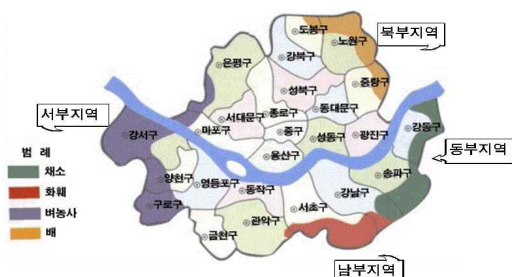 북부지역
도봉구
노원구
강북구
은평구
성북구
중랑구
서부지역
서대문구
종로구
동대문구
강서구
마포구
중구
성동구
광진구
강동구
동부지역
범 례
채소
화훼
벼농사
배
용산구
양천구
영등포구
동작구
강남구
송파구
구로구
서초구
관악구
금천구
남부지역